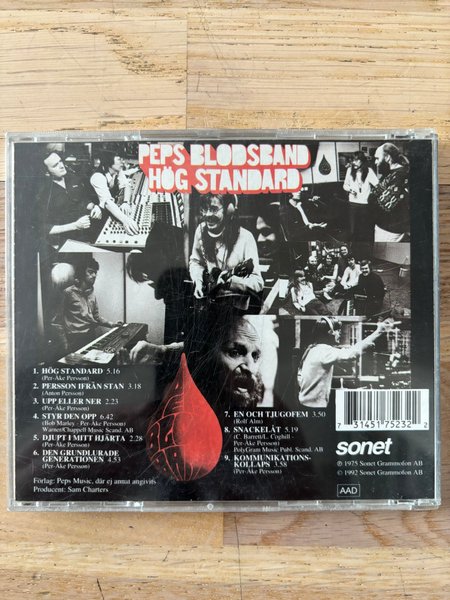 PEPS BLODSBAND
HÖG STANDARD
1. HÖG STANDARD 5.16
(Per-Åke Persson)
2. PERSSON IFRÅN STAN 3.18
(Anton Persson)
3. UPP ELLER NER 2.23
(Per-Åke Persson)
4. STYR DEN OPP 6.42
(Bob Marley - Per-Åke Persson)
Warner/Chappell Music Scand. AB
5. DJUPT I MITT HJÄRTA 2.28
(Per-Åke Persson)
6. DEN GRUNDLURADE
GENERATIONEN 4.53
(Per-Åke Persson)
Förlag: Peps Music, där ej annat angivits
Producent: Sam Charters
7. EN OCH TJUGOFEM 3.50
(Rolf Alm)
8. SNACKELÅT 5.19
(C. Barrett/L. Coghill -
Per-Åke Persson)
PolyGram Music Publ. Scand. AB
9. KOMMUNIKATIONS-
KOLLAPS 3.58
(Per-Åke Persson)
7 31451 75232 2
sonet
Ⓟ 1975 Sonet Grammofon AB
© 1992 Sonet Grammofon AB
AAD